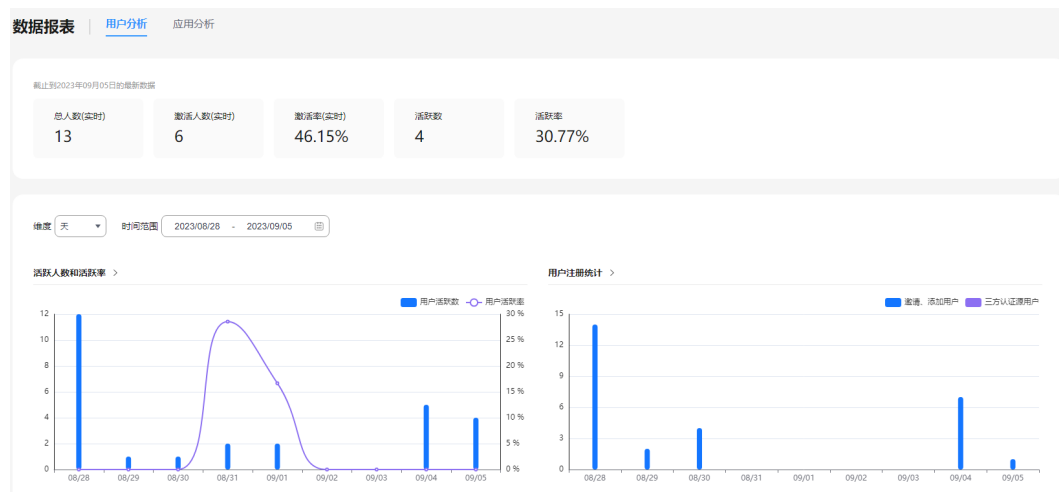 数据报表 用户分析 应用分析
截止到2023年09月05日的最新数据
总人数(实时) 激活人数(实时) 激活率(实时) 活跃数 活跃率
13 6 46.15% 4 30.77%
维度 天 时间范围 2023/08/28 - 2023/09/05
活跃人数和活跃率
用户活跃数 用户活跃率
12 30 %
10 25 %
8 20 %
6 15 %
4 10 %
2 5 %
0 0 %
08/28 08/29 08/30 08/31 09/01 09/02 09/03 09/04 09/05
用户注册统计
邀请、添加用户 三方认证源用户
15
12
9
6
3
0
08/28 08/29 08/30 08/31 09/01 09/02 09/03 09/04 09/05